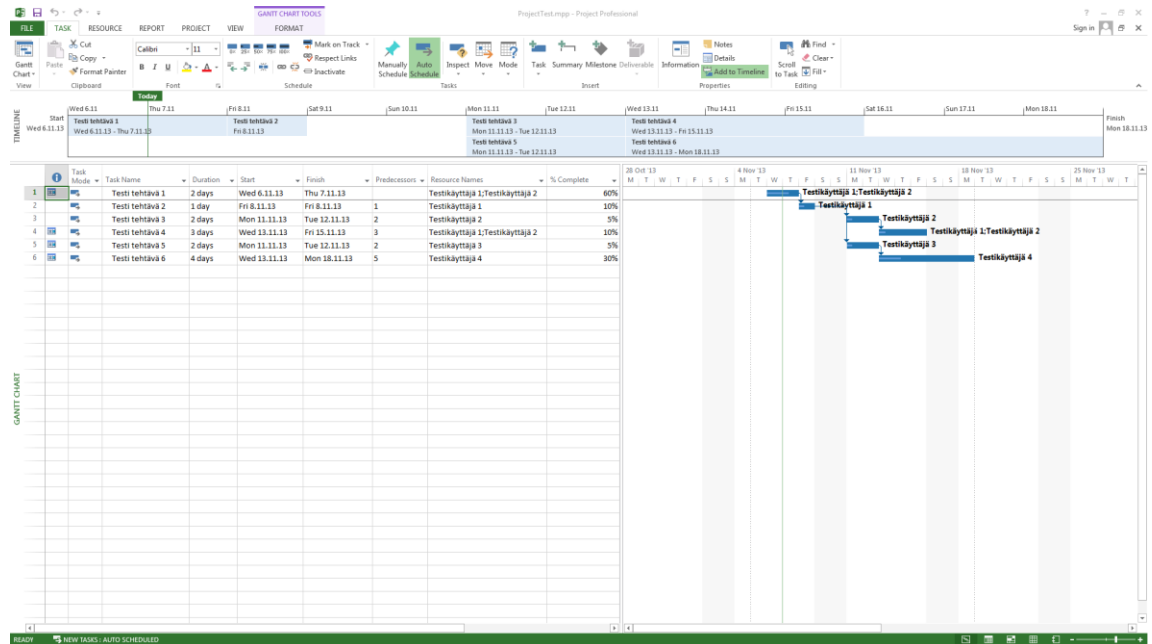 GANTT CHART TOOLS
ProjectTest.mpp - Project Professional
FILE TASK RESOURCE REPORT PROJECT VIEW FORMAT Sign in
Gantt Chart
View
Paste
Cut
Copy
Format Painter
Clipboard
Calibri 11
B I U A
Font
Mark on Track
Respect Links
Inactivate
Schedule
Manually Schedule
Auto Schedule
Inspect Move Mode
Tasks
Task Summary Milestone Deliverable
Insert
Information
Notes
Details
Add to Timeline
Properties
Scroll to Task
Find
Clear
Fill
Editing
TIMELINE
Today
Wed 6.11 Thu 7.11 Fri 8.11 Sat 9.11 Sun 10.11 Mon 11.11 Tue 12.11 Wed 13.11 Thu 14.11 Fri 15.11 Sat 16.11 Sun 17.11 Mon 18.11
Start
Wed 6.11.13
Testi tehtävä 1
Wed 6.11.13 - Thu 7.11.13
Testi tehtävä 2
Fri 8.11.13
Testi tehtävä 3
Mon 11.11.13 - Tue 12.11.13
Testi tehtävä 5
Mon 11.11.13 - Tue 12.11.13
Testi tehtävä 4
Wed 13.11.13 - Fri 15.11.13
Testi tehtävä 6
Wed 13.11.13 - Mon 18.11.13
Finish
Mon 18.11.13
GANTT CHART
Task Mode Task Name Duration Start Finish Predecessors Resource Names % Complete
1 Testi tehtävä 1 2 days Wed 6.11.13 Thu 7.11.13 Testikäyttäjä 1;Testikäyttäjä 2 60%
2 Testi tehtävä 2 1 day Fri 8.11.13 Fri 8.11.13 1 Testikäyttäjä 1 10%
3 Testi tehtävä 3 2 days Mon 11.11.13 Tue 12.11.13 2 Testikäyttäjä 2 5%
4 Testi tehtävä 4 3 days Wed 13.11.13 Fri 15.11.13 3 Testikäyttäjä 1;Testikäyttäjä 2 10%
5 Testi tehtävä 5 2 days Mon 11.11.13 Tue 12.11.13 2 Testikäyttäjä 3 5%
6 Testi tehtävä 6 4 days Wed 13.11.13 Mon 18.11.13 5 Testikäyttäjä 4 30%
28 Oct '13 4 Nov '13 11 Nov '13 18 Nov '13 25 Nov '13
M T W T F S S M T W T F S S M T W T F S S M T W T F S S M T W T
Testikäyttäjä 1;Testikäyttäjä 2
Testikäyttäjä 1
Testikäyttäjä 2
Testikäyttäjä 1;Testikäyttäjä 2
Testikäyttäjä 3
Testikäyttäjä 4
READY NEW TASKS : AUTO SCHEDULED